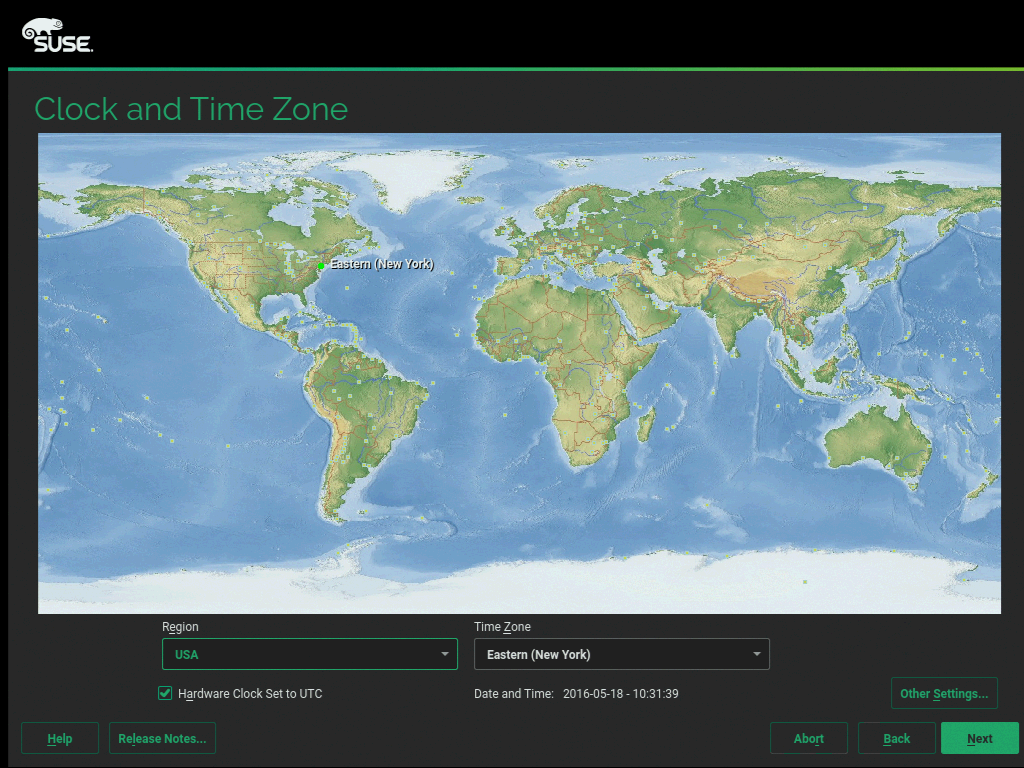 SUSE.
Clock and Time Zone
Eastern (New York)
Region
Time Zone
USA
Eastern (New York)
Hardware Clock Set to UTC
Date and Time: 2016-05-18 - 10:31:39
Other Settings...
Help
Release Notes...
Abort
Back
Next